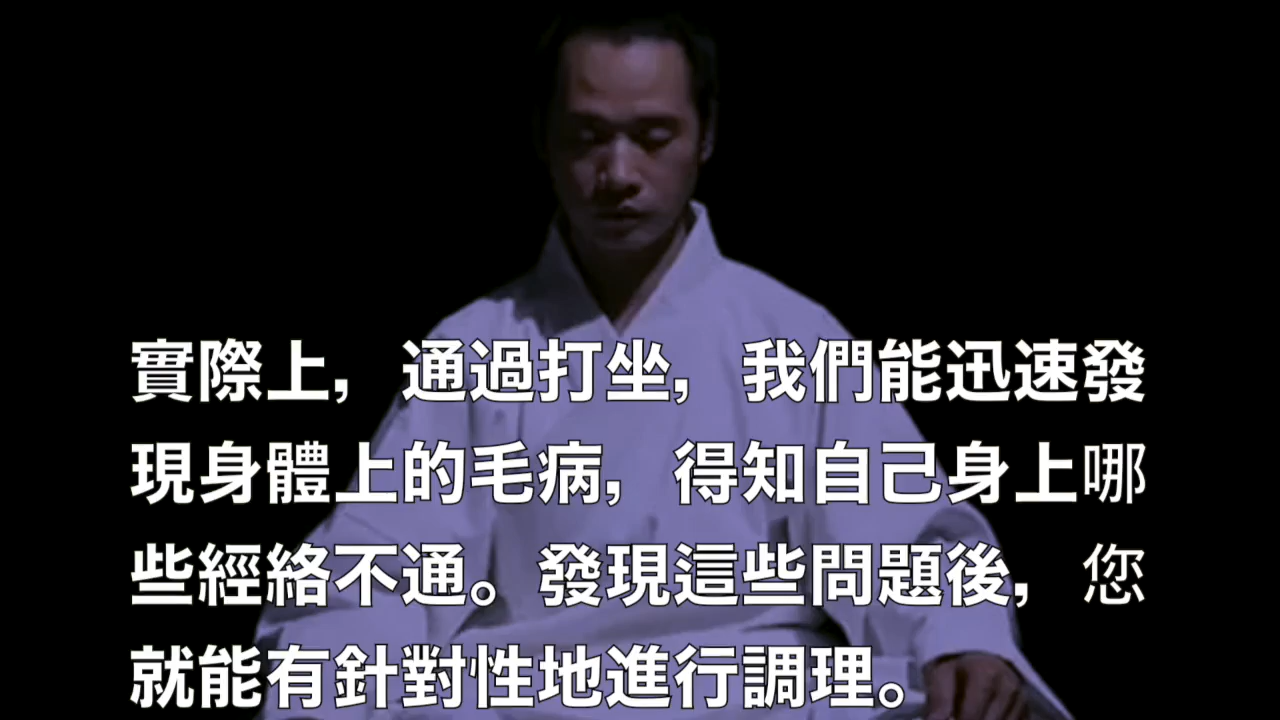 實際上，通過打坐，我們能迅速發
現身體上的毛病，得知自己身上哪
些經絡不通。發現這些問題後，您
就能有針對性地進行調理。